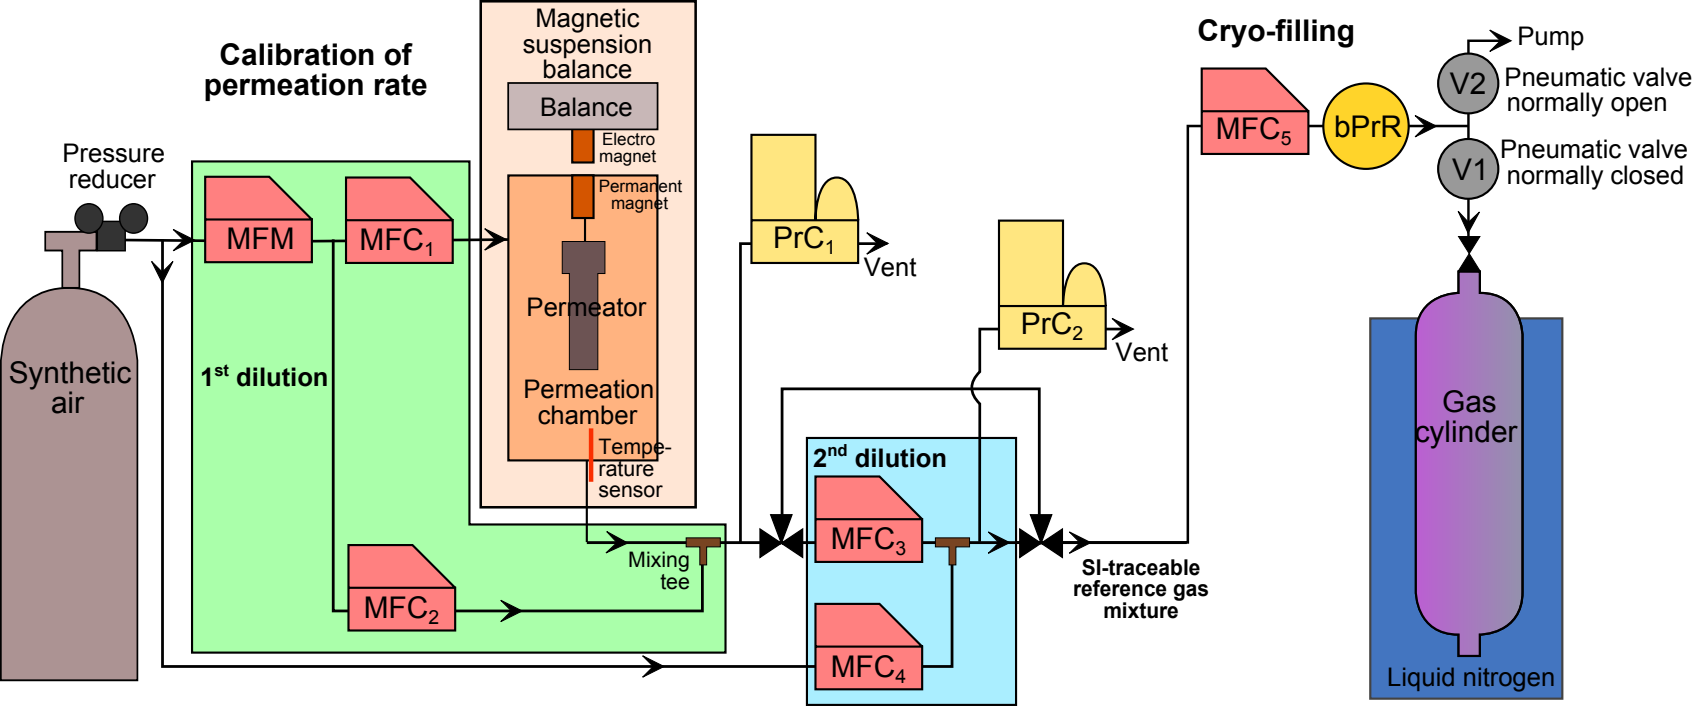 Calibration of
permeation rate
Magnetic
suspension
balance
Balance
Electro
magnet
Permanent
magnet
Permeator
Permeation
chamber
Tempe-
rature
sensor
Pressure
reducer
MFM
MFC1
Synthetic
air
1st dilution
MFC2
Mixing
tee
PrC1
Vent
PrC2
Vent
2nd dilution
MFC3
MFC4
SI-traceable
reference gas
mixture
Cryo-filling
MFC5
bPrR
Pump
V2
Pneumatic valve
normally open
V1
Pneumatic valve
normally closed
Gas
cylinder
Liquid nitrogen